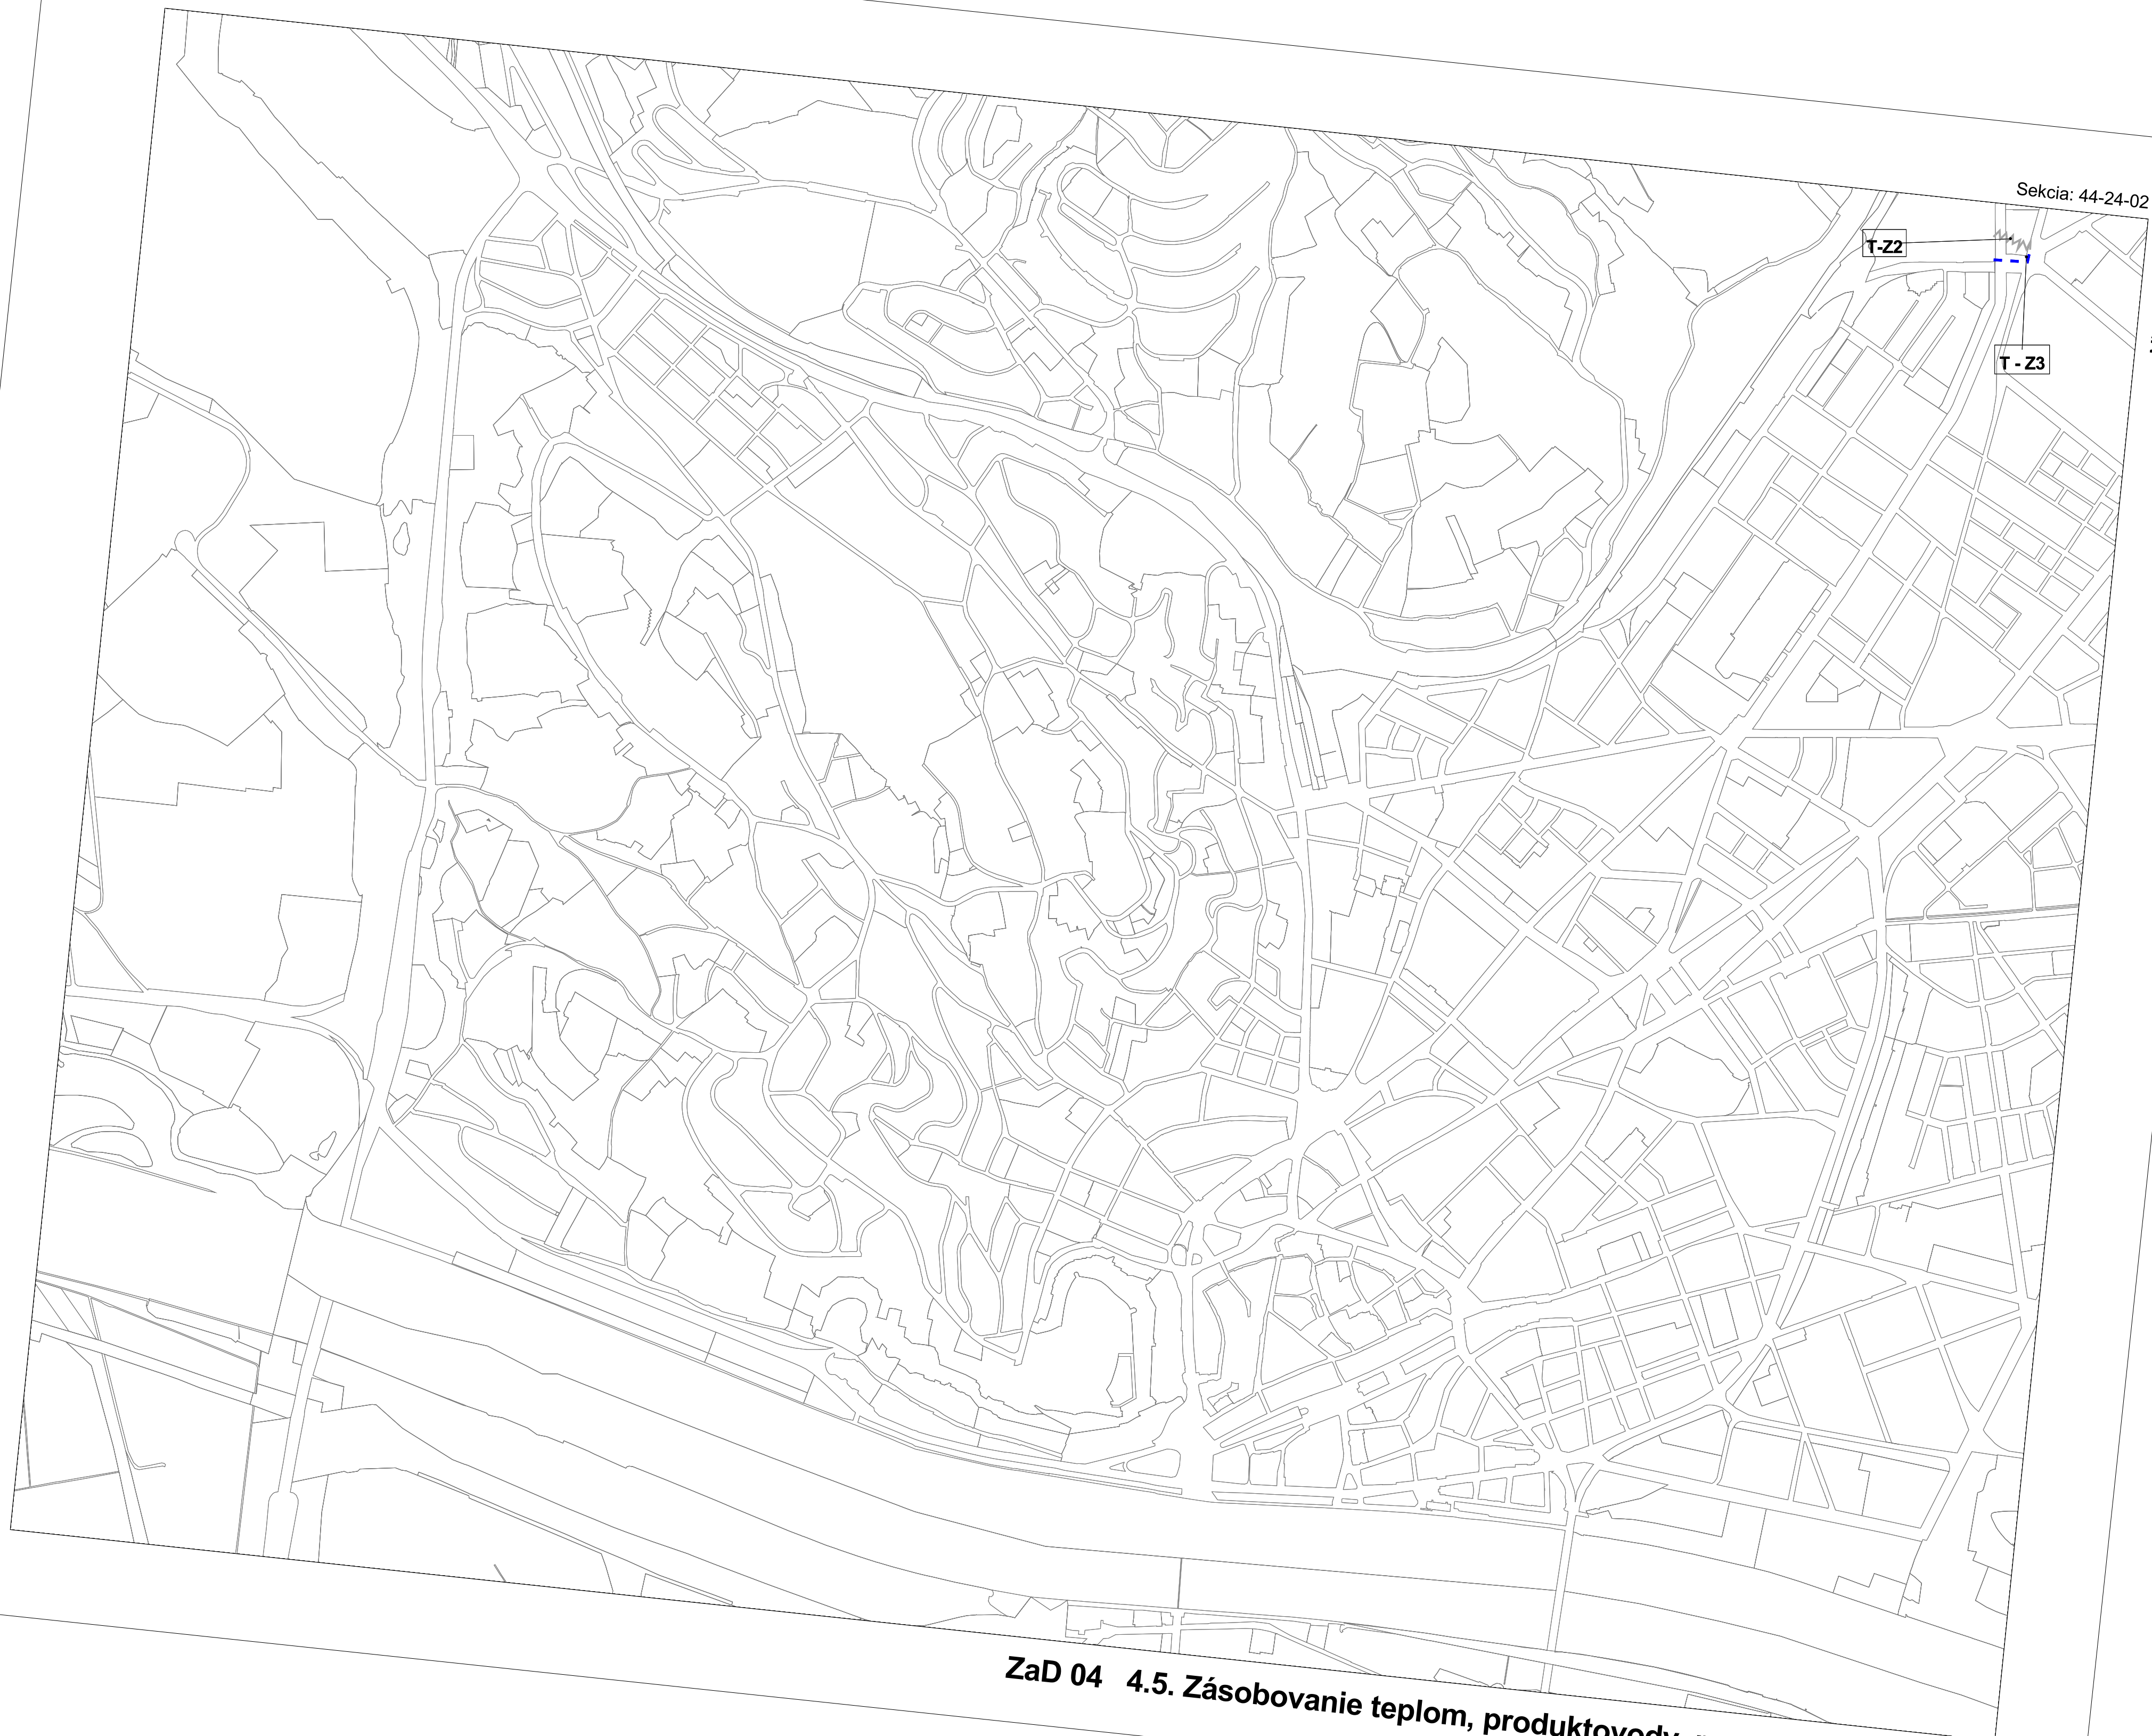 Sekcia: 44-24-02
T-Z2
T - Z3
ZaD 04 4.5. Zásobovanie teplom, produktovody